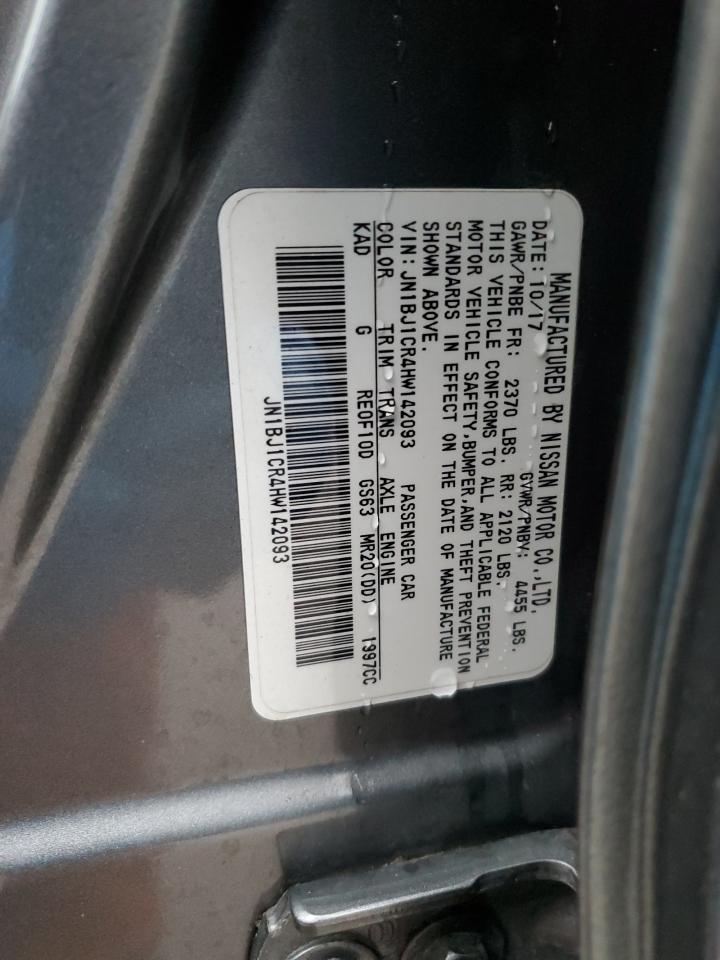 MANUFACTURED BY NISSAN MOTOR CO.,LTD.
DATE: 10/17 GVWR/PNBV: 4455 LBS.
GAWR/PNBE FR: 2370 LBS. RR: 2120 LBS.
THIS VEHICLE CONFORMS TO ALL APPLICABLE FEDERAL
MOTOR VEHICLE SAFETY,BUMPER,AND THEFT PREVENTION
STANDARDS IN EFFECT ON THE DATE OF MANUFACTURE
SHOWN ABOVE.
VIN: JN1BJ1CR4HW142093 PASSENGER CAR
COLOR TRIM TRANS AXLE ENGINE
KAD G RE0F10D GS63 MR20(DD) 1997CC
JN1BJ1CR4HW142093